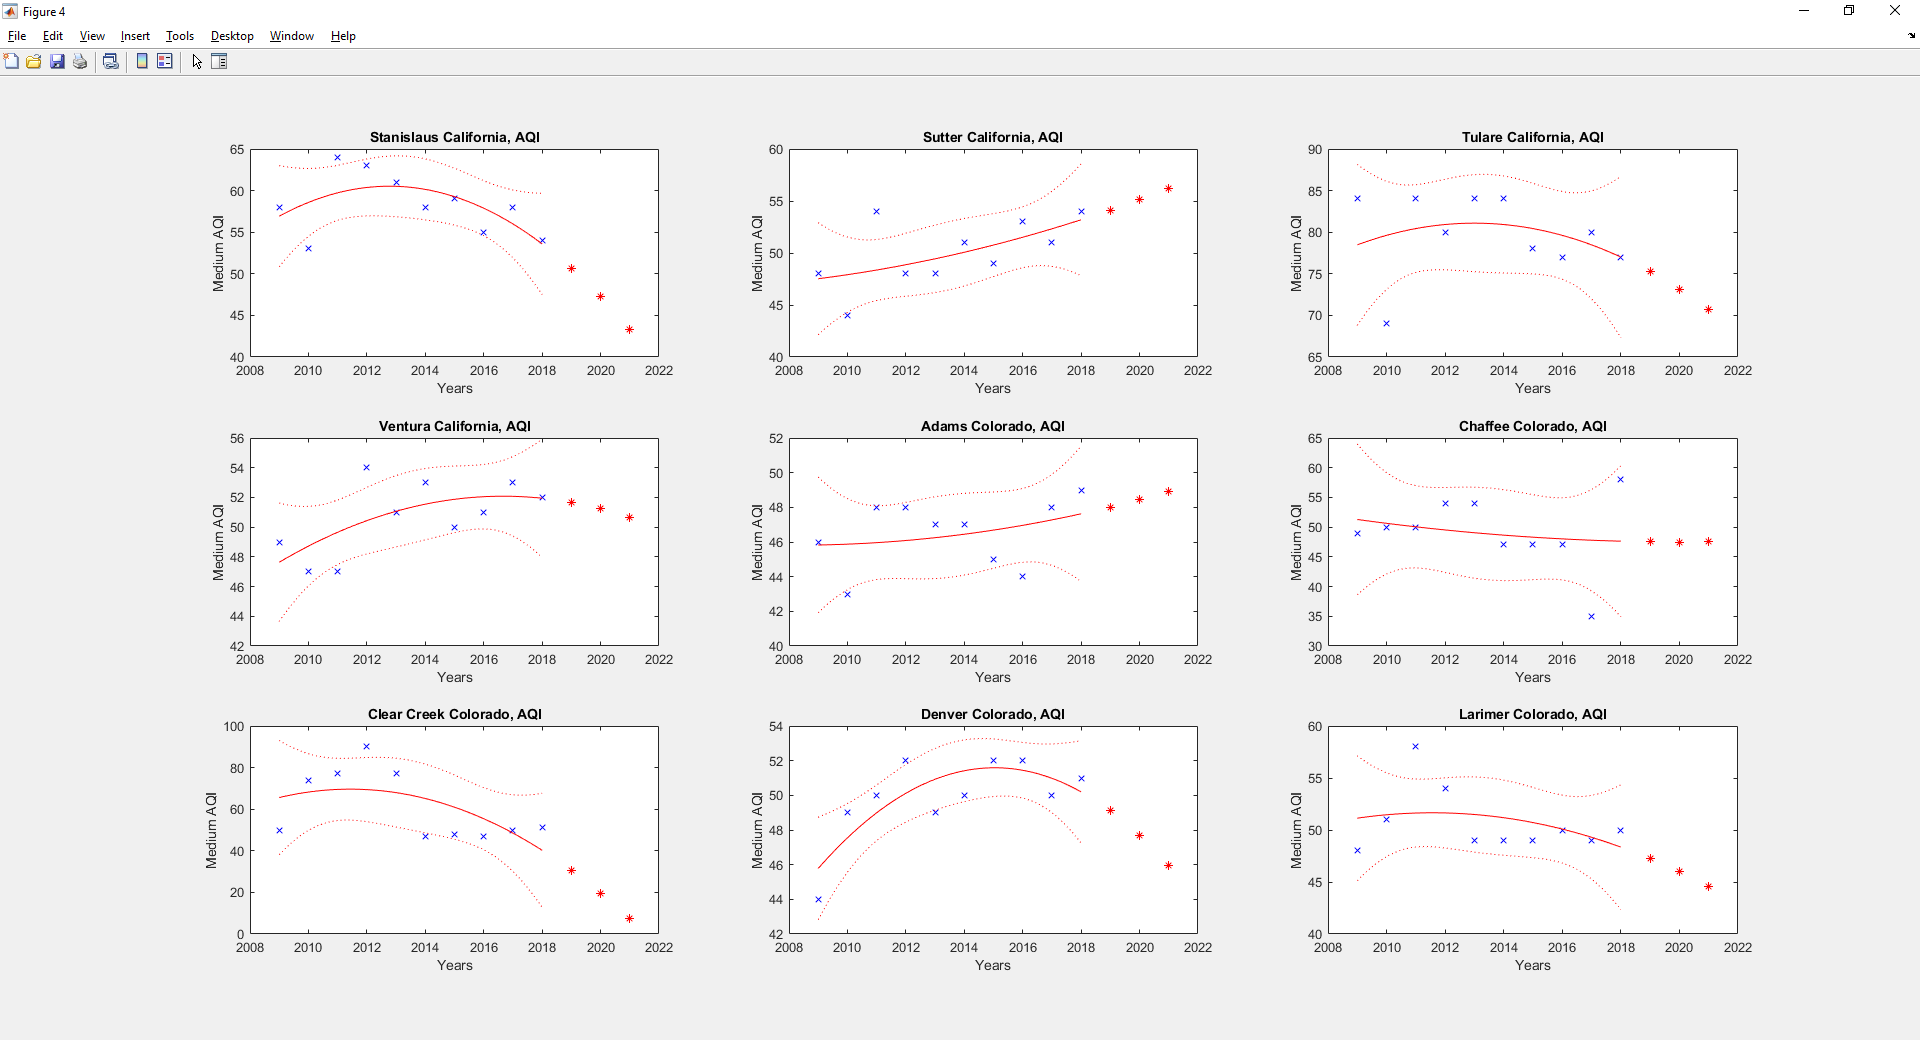 Figure 4
File Edit View Insert Tools Desktop Window Help
Stanislaus California, AQI
65
60
55
50
45
40
Medium AQI
2008 2010 2012 2014 2016 2018 2020 2022
Years
Sutter California, AQI
60
55
50
45
40
Medium AQI
2008 2010 2012 2014 2016 2018 2020 2022
Years
Tulare California, AQI
90
85
80
75
70
65
Medium AQI
2008 2010 2012 2014 2016 2018 2020 2022
Years
Ventura California, AQI
56
54
52
50
48
46
44
42
Medium AQI
2008 2010 2012 2014 2016 2018 2020 2022
Years
Adams Colorado, AQI
52
50
48
46
44
42
40
Medium AQI
2008 2010 2012 2014 2016 2018 2020 2022
Years
Chaffee Colorado, AQI
65
60
55
50
45
40
35
30
Medium AQI
2008 2010 2012 2014 2016 2018 2020 2022
Years
Clear Creek Colorado, AQI
100
80
60
40
20
0
Medium AQI
2008 2010 2012 2014 2016 2018 2020 2022
Years
Denver Colorado, AQI
54
52
50
48
46
44
42
Medium AQI
2008 2010 2012 2014 2016 2018 2020 2022
Years
Larimer Colorado, AQI
60
55
50
45
40
Medium AQI
2008 2010 2012 2014 2016 2018 2020 2022
Years